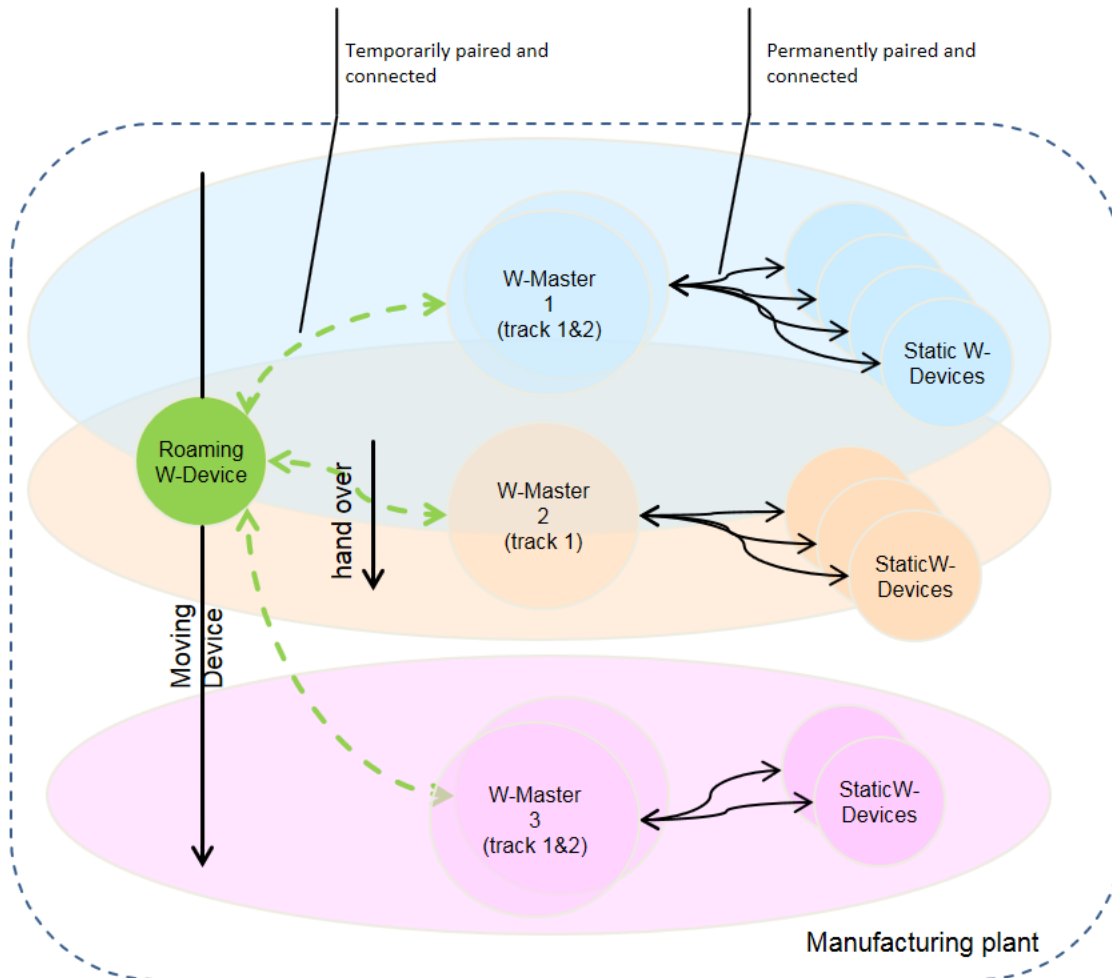 Temporarily paired and
connected
Permanently paired and
connected
W-Master
1
(track 1&2)
Static W-
Devices
Roaming
W-Device
hand over
W-Master
2
(track 1)
StaticW-
Devices
Moving
Device
W-Master
3
(track 1&2)
StaticW-
Devices
Manufacturing plant